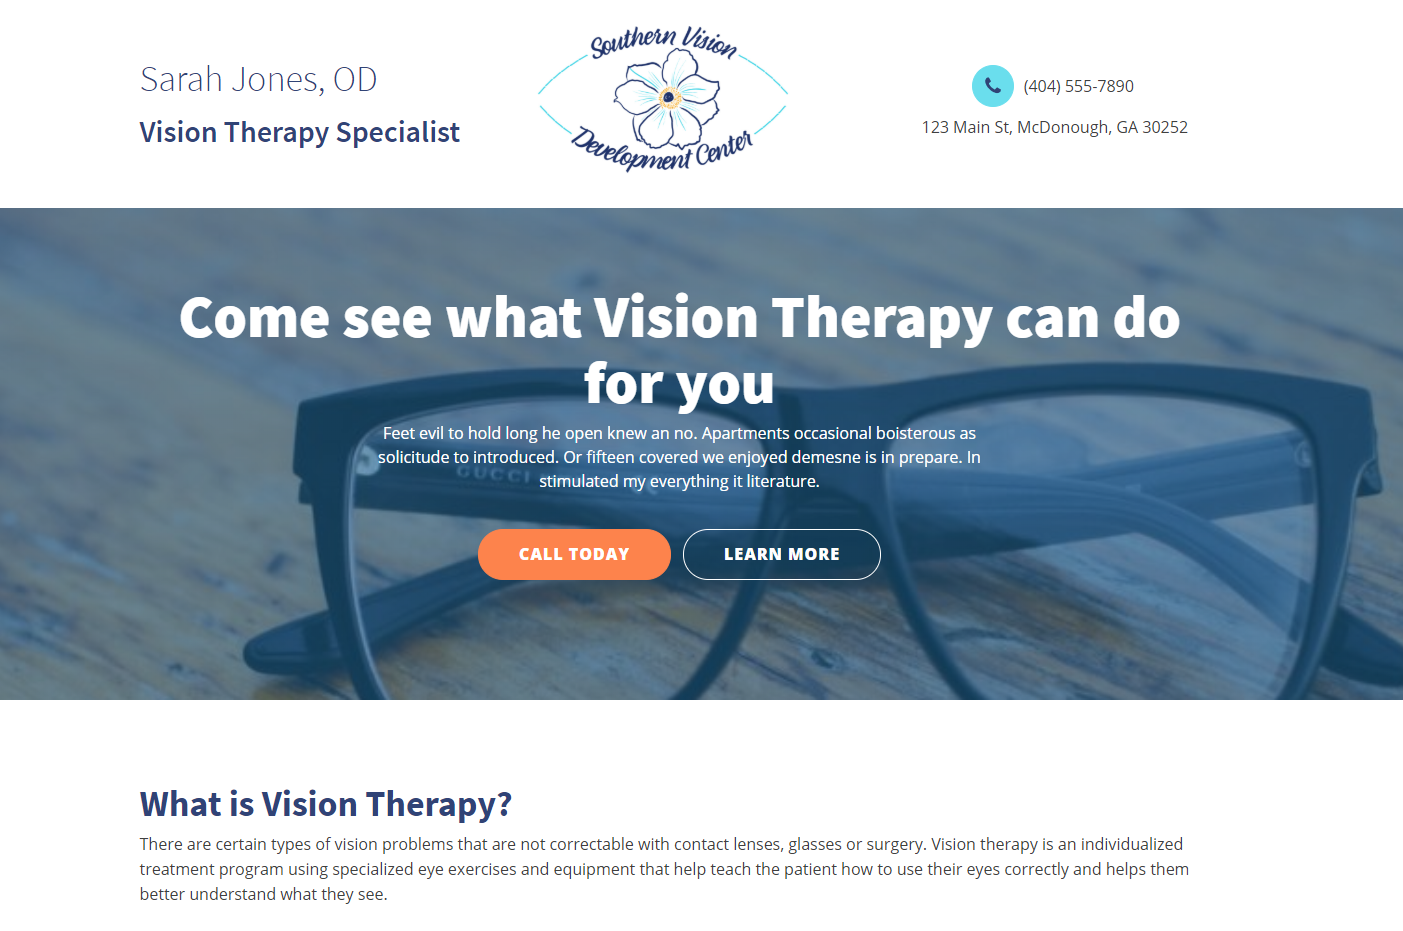 Sarah Jones, OD
Vision Therapy Specialist
Southern Vision
Development Center
(404) 555-7890
123 Main St, McDonough, GA 30252
Come see what Vision Therapy can do
for you
Feet evil to hold long he open knew an no. Apartments occasional boisterous as
solicitude to introduced. Or fifteen covered we enjoyed demesne is in prepare. In
stimulated my everything it literature.
GUCCI
CALL TODAY
LEARN MORE
What is Vision Therapy?
There are certain types of vision problems that are not correctable with contact lenses, glasses or surgery. Vision therapy is an individualized
treatment program using specialized eye exercises and equipment that help teach the patient how to use their eyes correctly and helps them
better understand what they see.